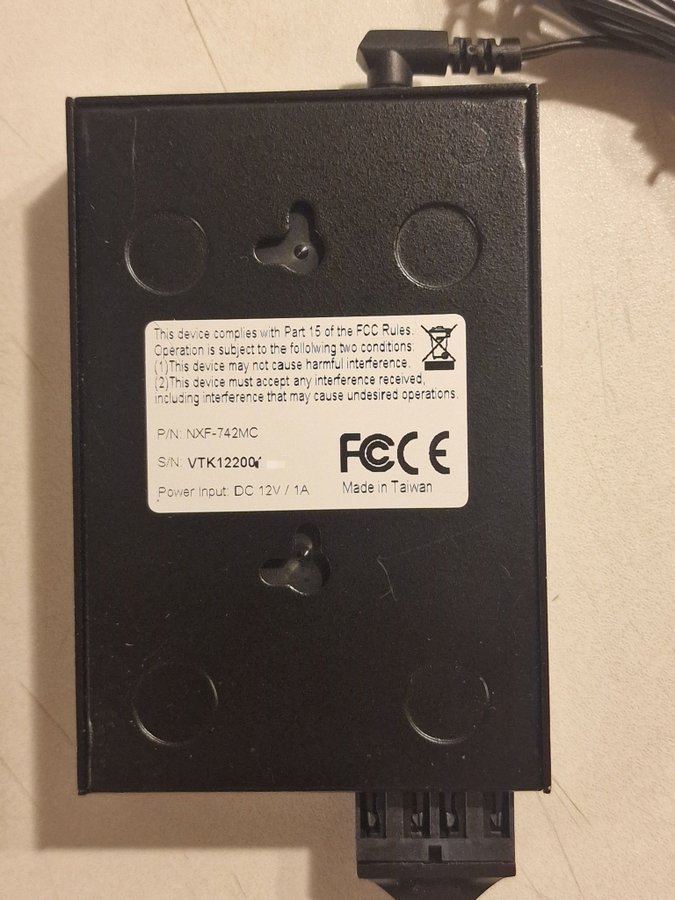 This device complies with Part 15 of the FCC Rules.
Operation is subject to the follolwing two conditions:
(1)This device may not cause harmful interference.
(2)This device must accept any interference received,
including interference that may cause undesired operations.
P/N: NXF-742MC
S/N: VTK12200
FC CE
Power Input: DC 12V / 1A
Made in Taiwan